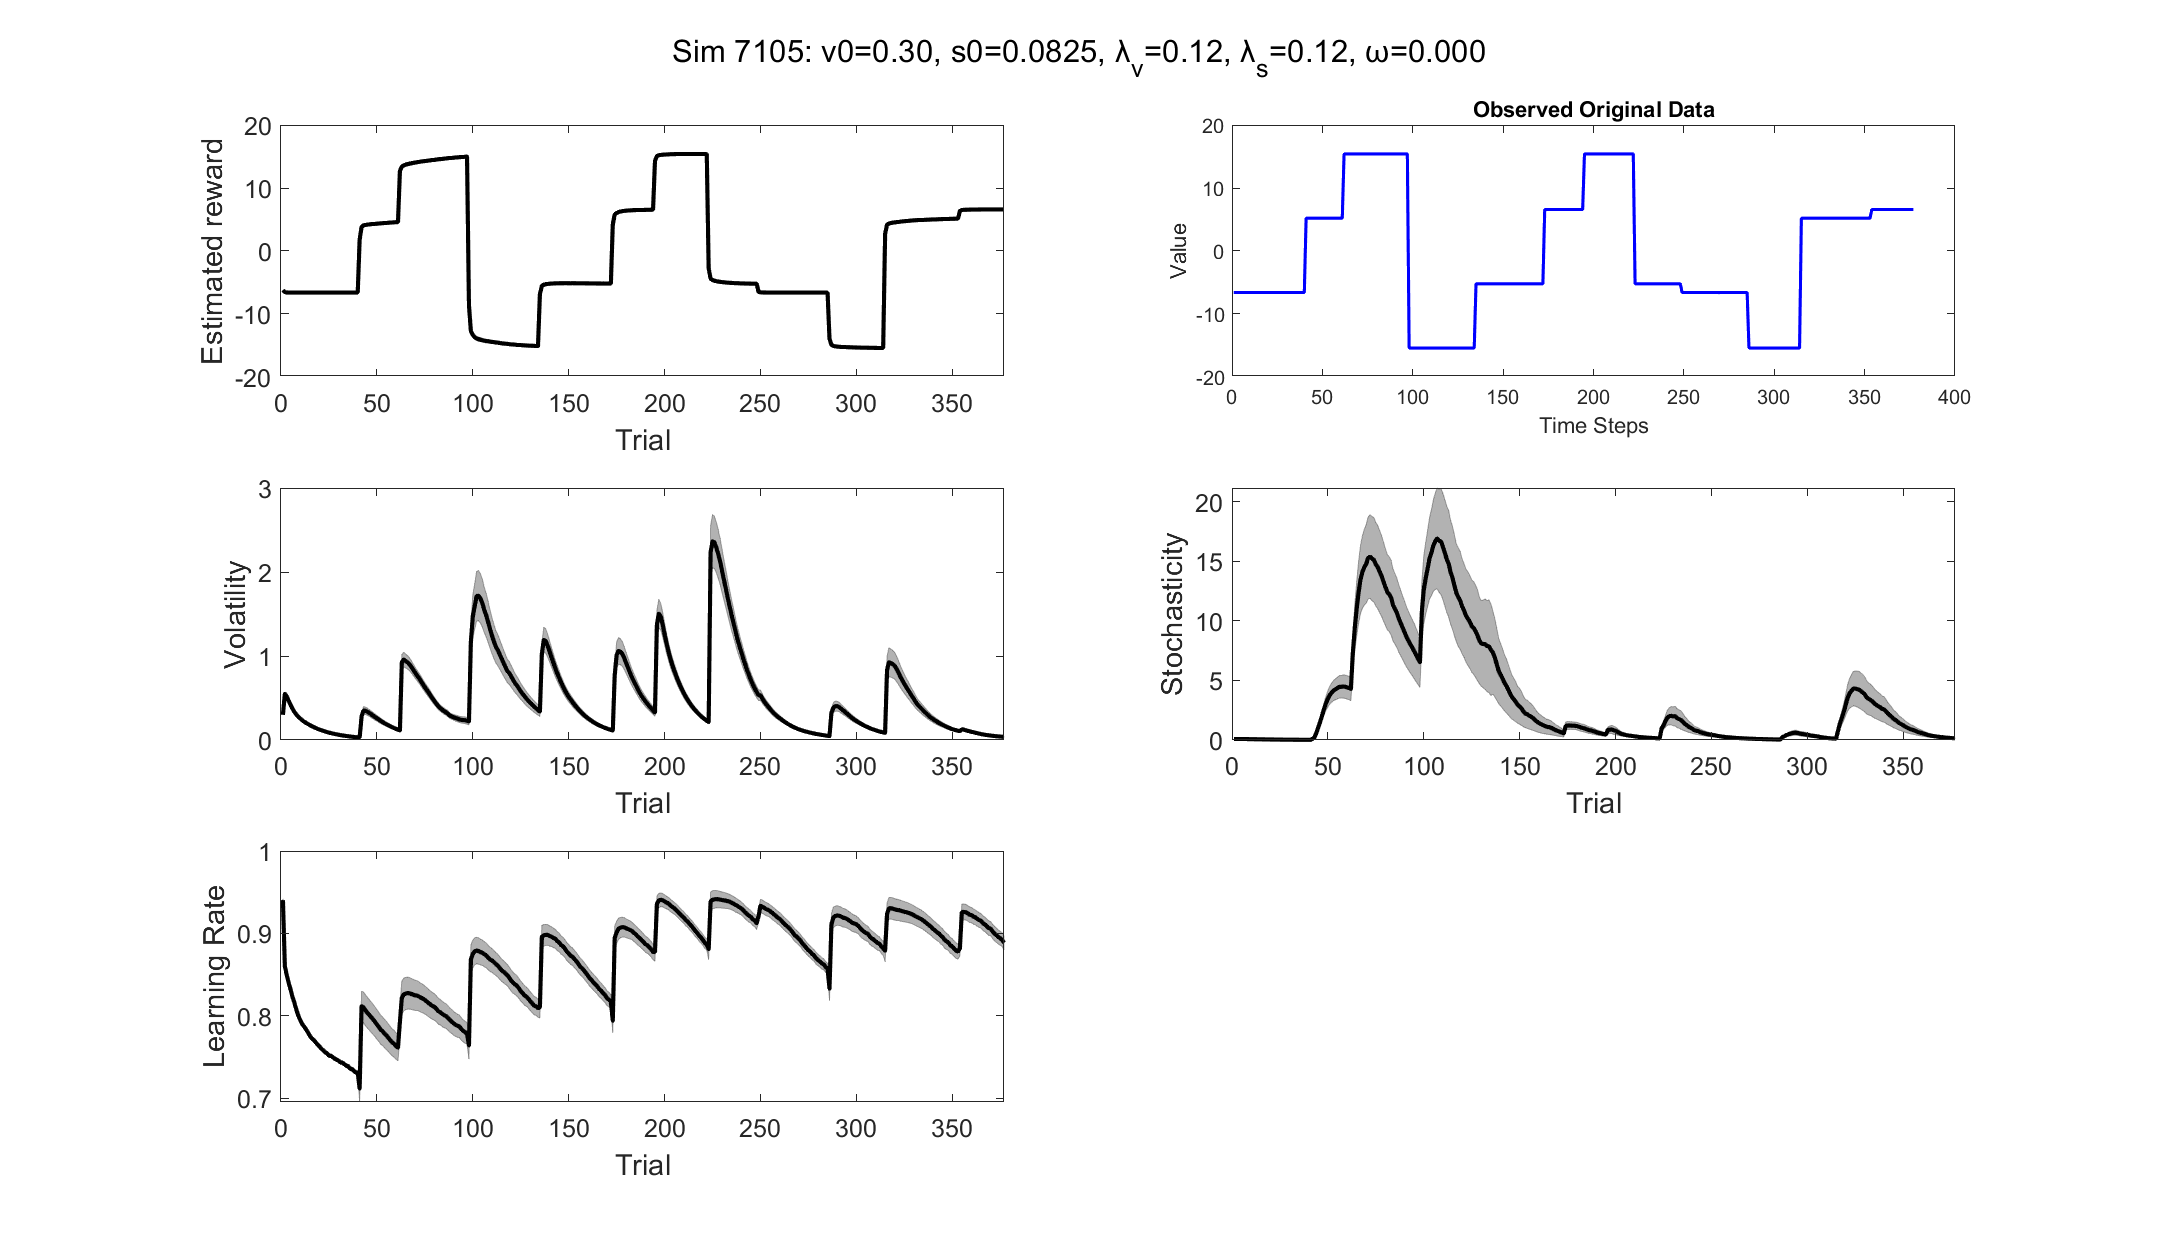 Sim 7105: v0=0.30, s0=0.0825, λv=0.12, λs=0.12, ω=0.000
Estimated reward
20
10
0
-10
-20
0 50 100 150 200 250 300 350
Trial
Observed Original Data
Value
20
10
0
-10
-20
0 50 100 150 200 250 300 350 400
Time Steps
Volatility
3
2
1
0
0 50 100 150 200 250 300 350
Trial
Stochasticity
20
15
10
5
0
0 50 100 150 200 250 300 350
Trial
Learning Rate
1
0.9
0.8
0.7
0 50 100 150 200 250 300 350
Trial